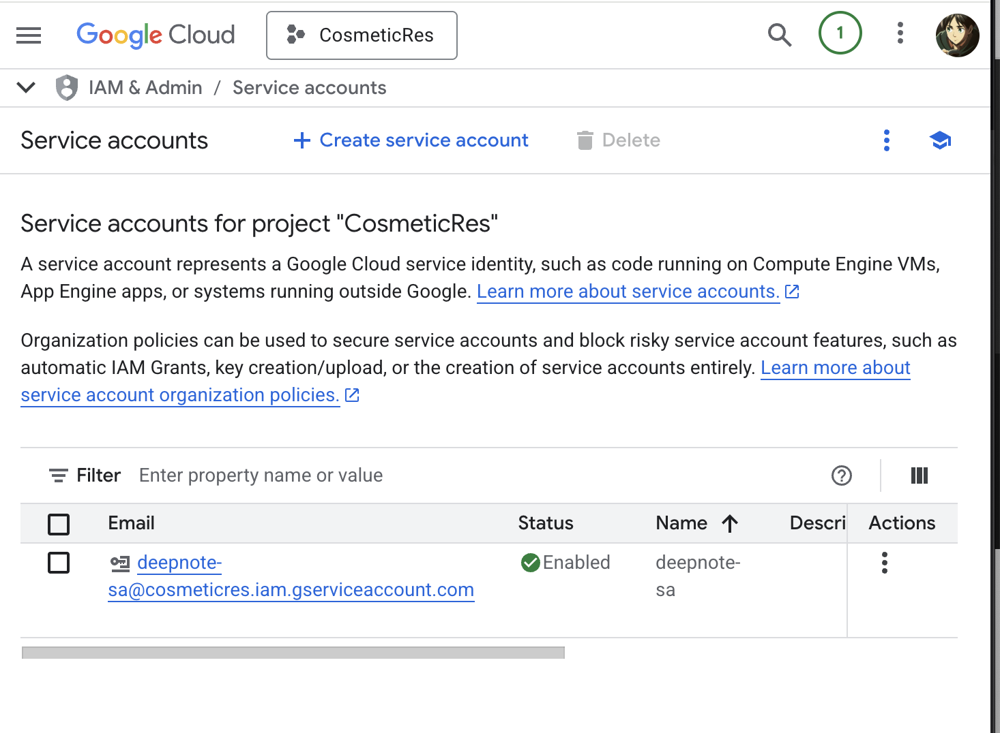 Google Cloud
CosmeticRes
1
IAM & Admin / Service accounts
Service accounts
+ Create service account
Delete
Service accounts for project "CosmeticRes"
A service account represents a Google Cloud service identity, such as code running on Compute Engine VMs,
App Engine apps, or systems running outside Google. Learn more about service accounts.
Organization policies can be used to secure service accounts and block risky service account features, such as
automatic IAM Grants, key creation/upload, or the creation of service accounts entirely. Learn more about
service account organization policies.
Filter Enter property name or value
Email Status Name Descri Actions
deepnote- Enabled deepnote-
sa@cosmeticres.iam.gserviceaccount.com sa